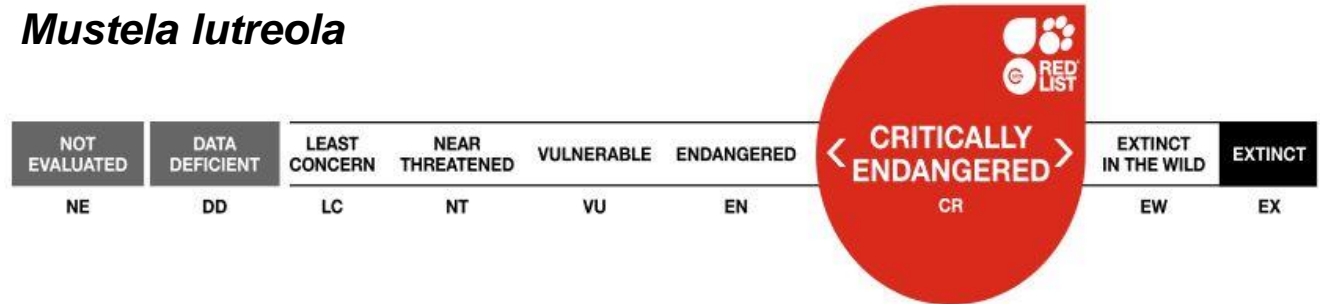 Mustela lutreola
RED
LIST
NOT
EVALUATED
DATA
DEFICIENT
LEAST
CONCERN
NEAR
THREATENED
VULNERABLE
ENDANGERED
< CRITICALLY
ENDANGERED >
EXTINCT
IN THE WILD
EXTINCT
NE
DD
LC
NT
VU
EN
CR
EW
EX